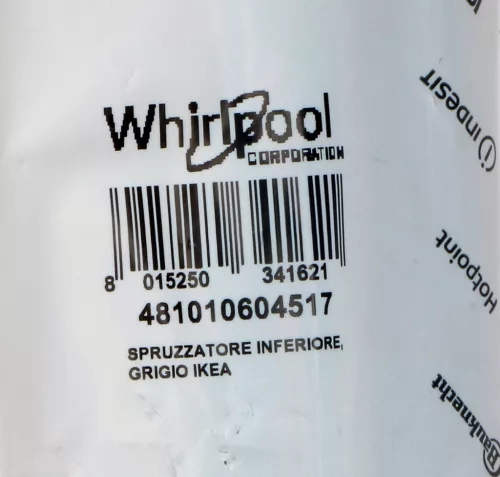 Whirlpool
CORPORATION
8 015250 341621
481010604517
SPRUZZATORE INFERIORE,
GRIGIO IKEA
INDESIT
Hotpoint
Bauknecht